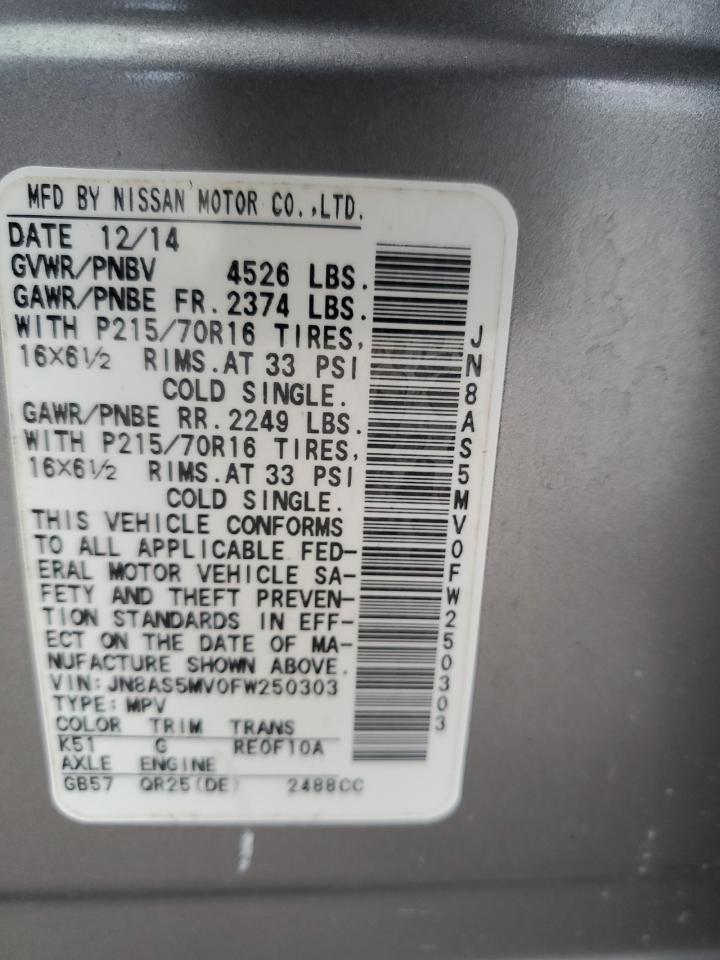 MFD BY NISSAN MOTOR CO.,LTD.
DATE 12/14
GVWR/PNBV 4526 LBS.
GAWR/PNBE FR. 2374 LBS.
WITH P215/70R16 TIRES,
16X6½ RIMS. AT 33 PSI
COLD SINGLE.
GAWR/PNBE RR. 2249 LBS.
WITH P215/70R16 TIRES,
16X6½ RIMS. AT 33 PSI
COLD SINGLE.
THIS VEHICLE CONFORMS
TO ALL APPLICABLE FED-
ERAL MOTOR VEHICLE SA-
FETY AND THEFT PREVEN-
TION STANDARDS IN EFF-
ECT ON THE DATE OF MA-
NUFACTURE SHOWN ABOVE.
VIN: JN8AS5MV0FW250303
TYPE: MPV
COLOR TRIM TRANS
K51 G RE0F10A
AXLE ENGINE
GB57 QR25(DE) 2488CC
JN8AS5MV0FW250303